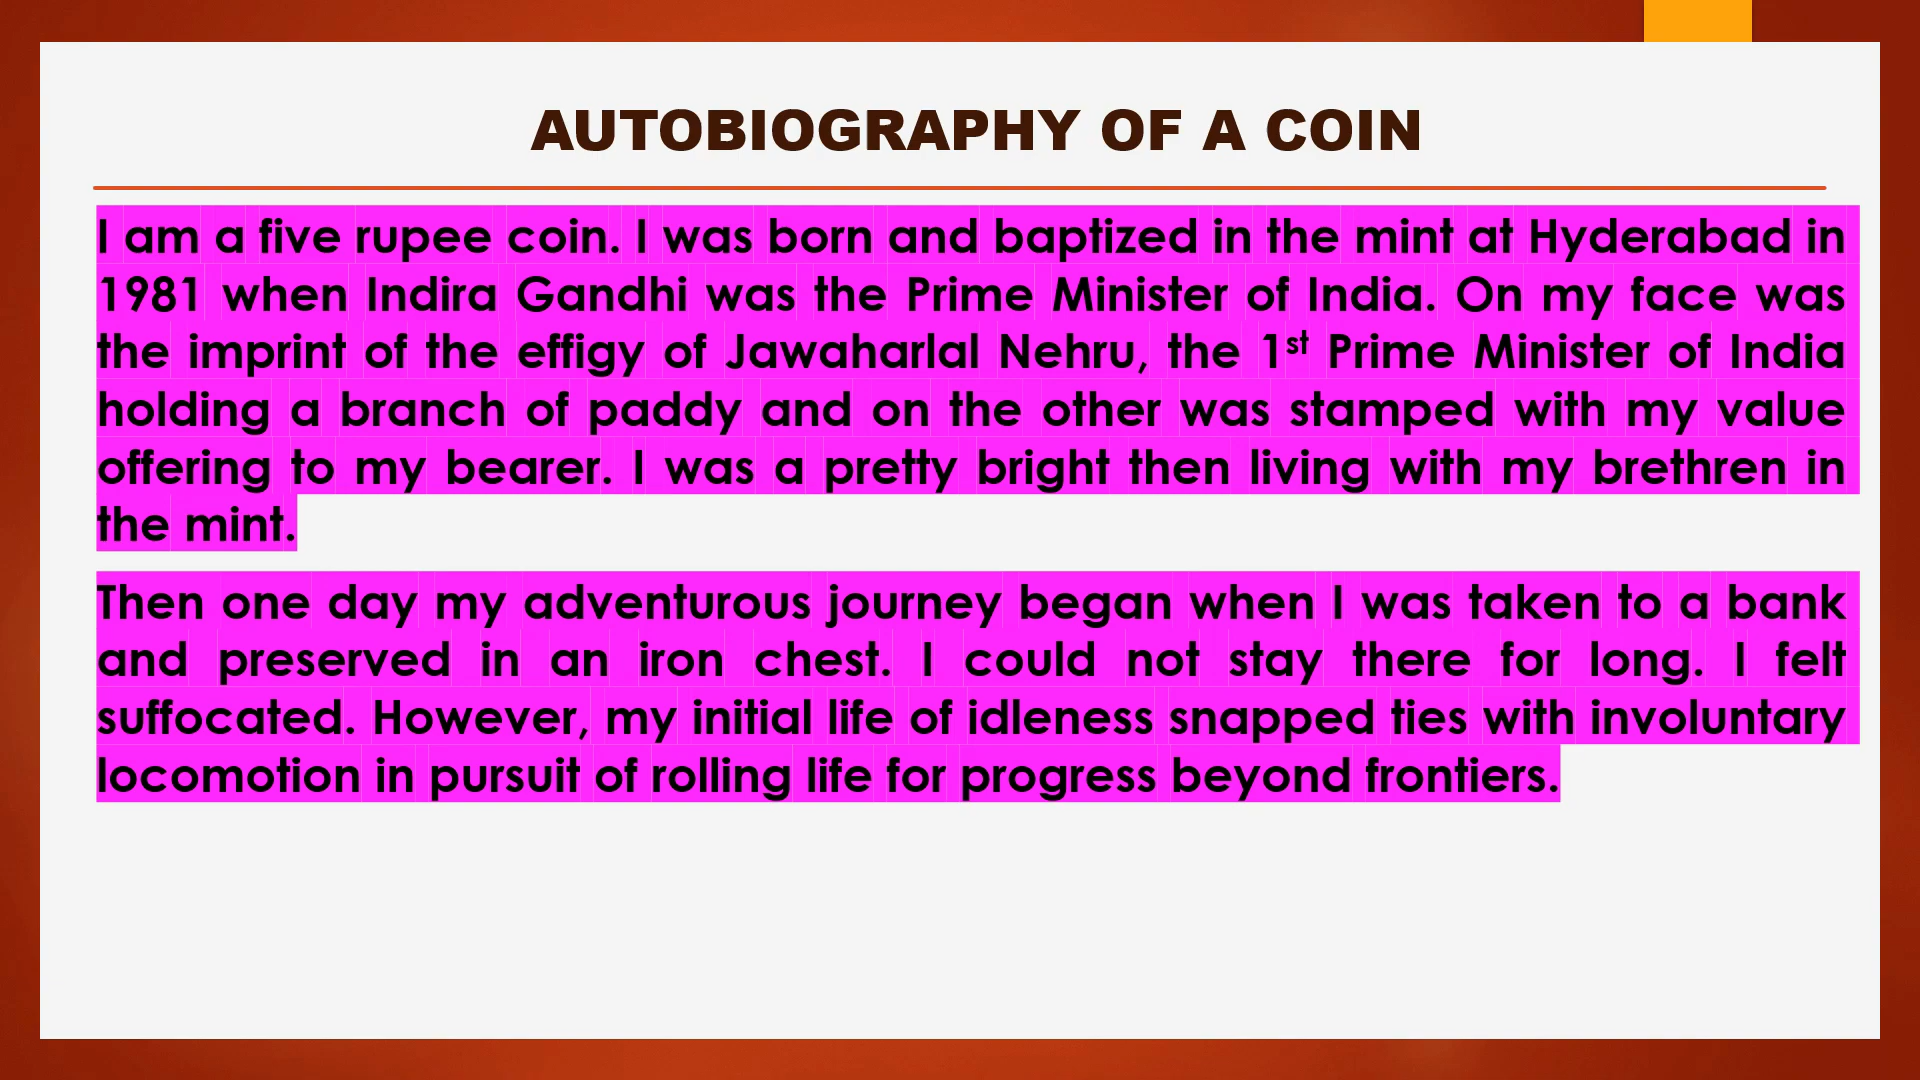 AUTOBIOGRAPHY OF A COIN
I am a five rupee coin. I was born and baptized in the mint at Hyderabad in
1981 when Indira Gandhi was the Prime Minister of India. On my face was
the imprint of the effigy of Jawaharlal Nehru, the 1st Prime Minister of India
holding a branch of paddy and on the other was stamped with my value
offering to my bearer. I was a pretty bright then living with my brethren in
the mint.
Then one day my adventurous journey began when I was taken to a bank
and preserved in an iron chest. I could not stay there for long. I felt
suffocated. However, my initial life of idleness snapped ties with involuntary
locomotion in pursuit of rolling life for progress beyond frontiers.